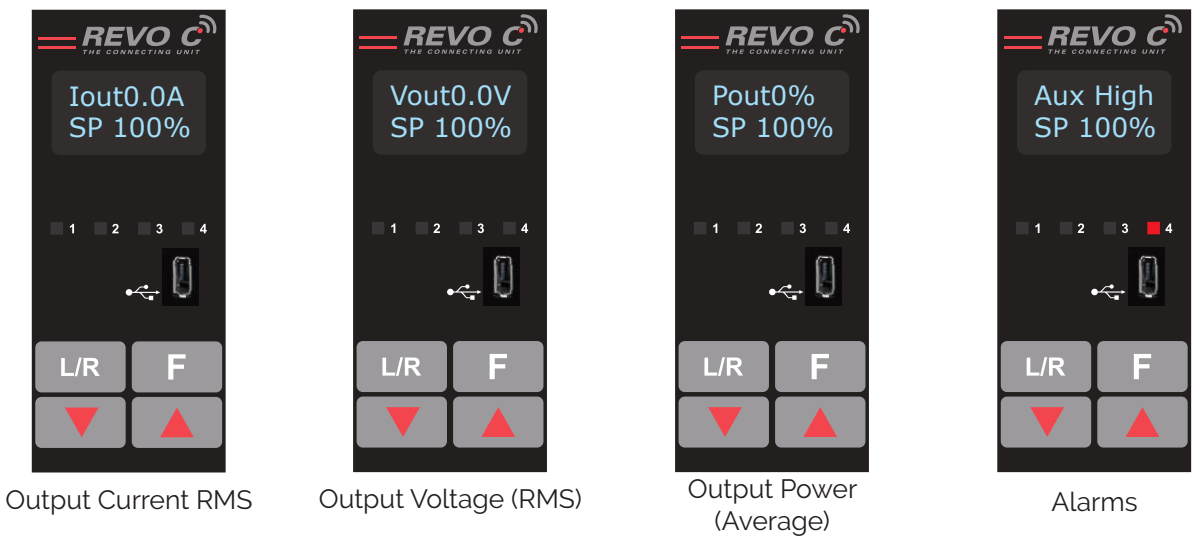 REVO C
THE CONNECTING UNIT
Iout0.0A
SP 100%
1 2 3 4
L/R F
Output Current RMS
REVO C
THE CONNECTING UNIT
Vout0.0V
SP 100%
1 2 3 4
L/R F
Output Voltage (RMS)
REVO C
THE CONNECTING UNIT
Pout0%
SP 100%
1 2 3 4
L/R F
Output Power
(Average)
REVO C
THE CONNECTING UNIT
Aux High
SP 100%
1 2 3 4
L/R F
Alarms